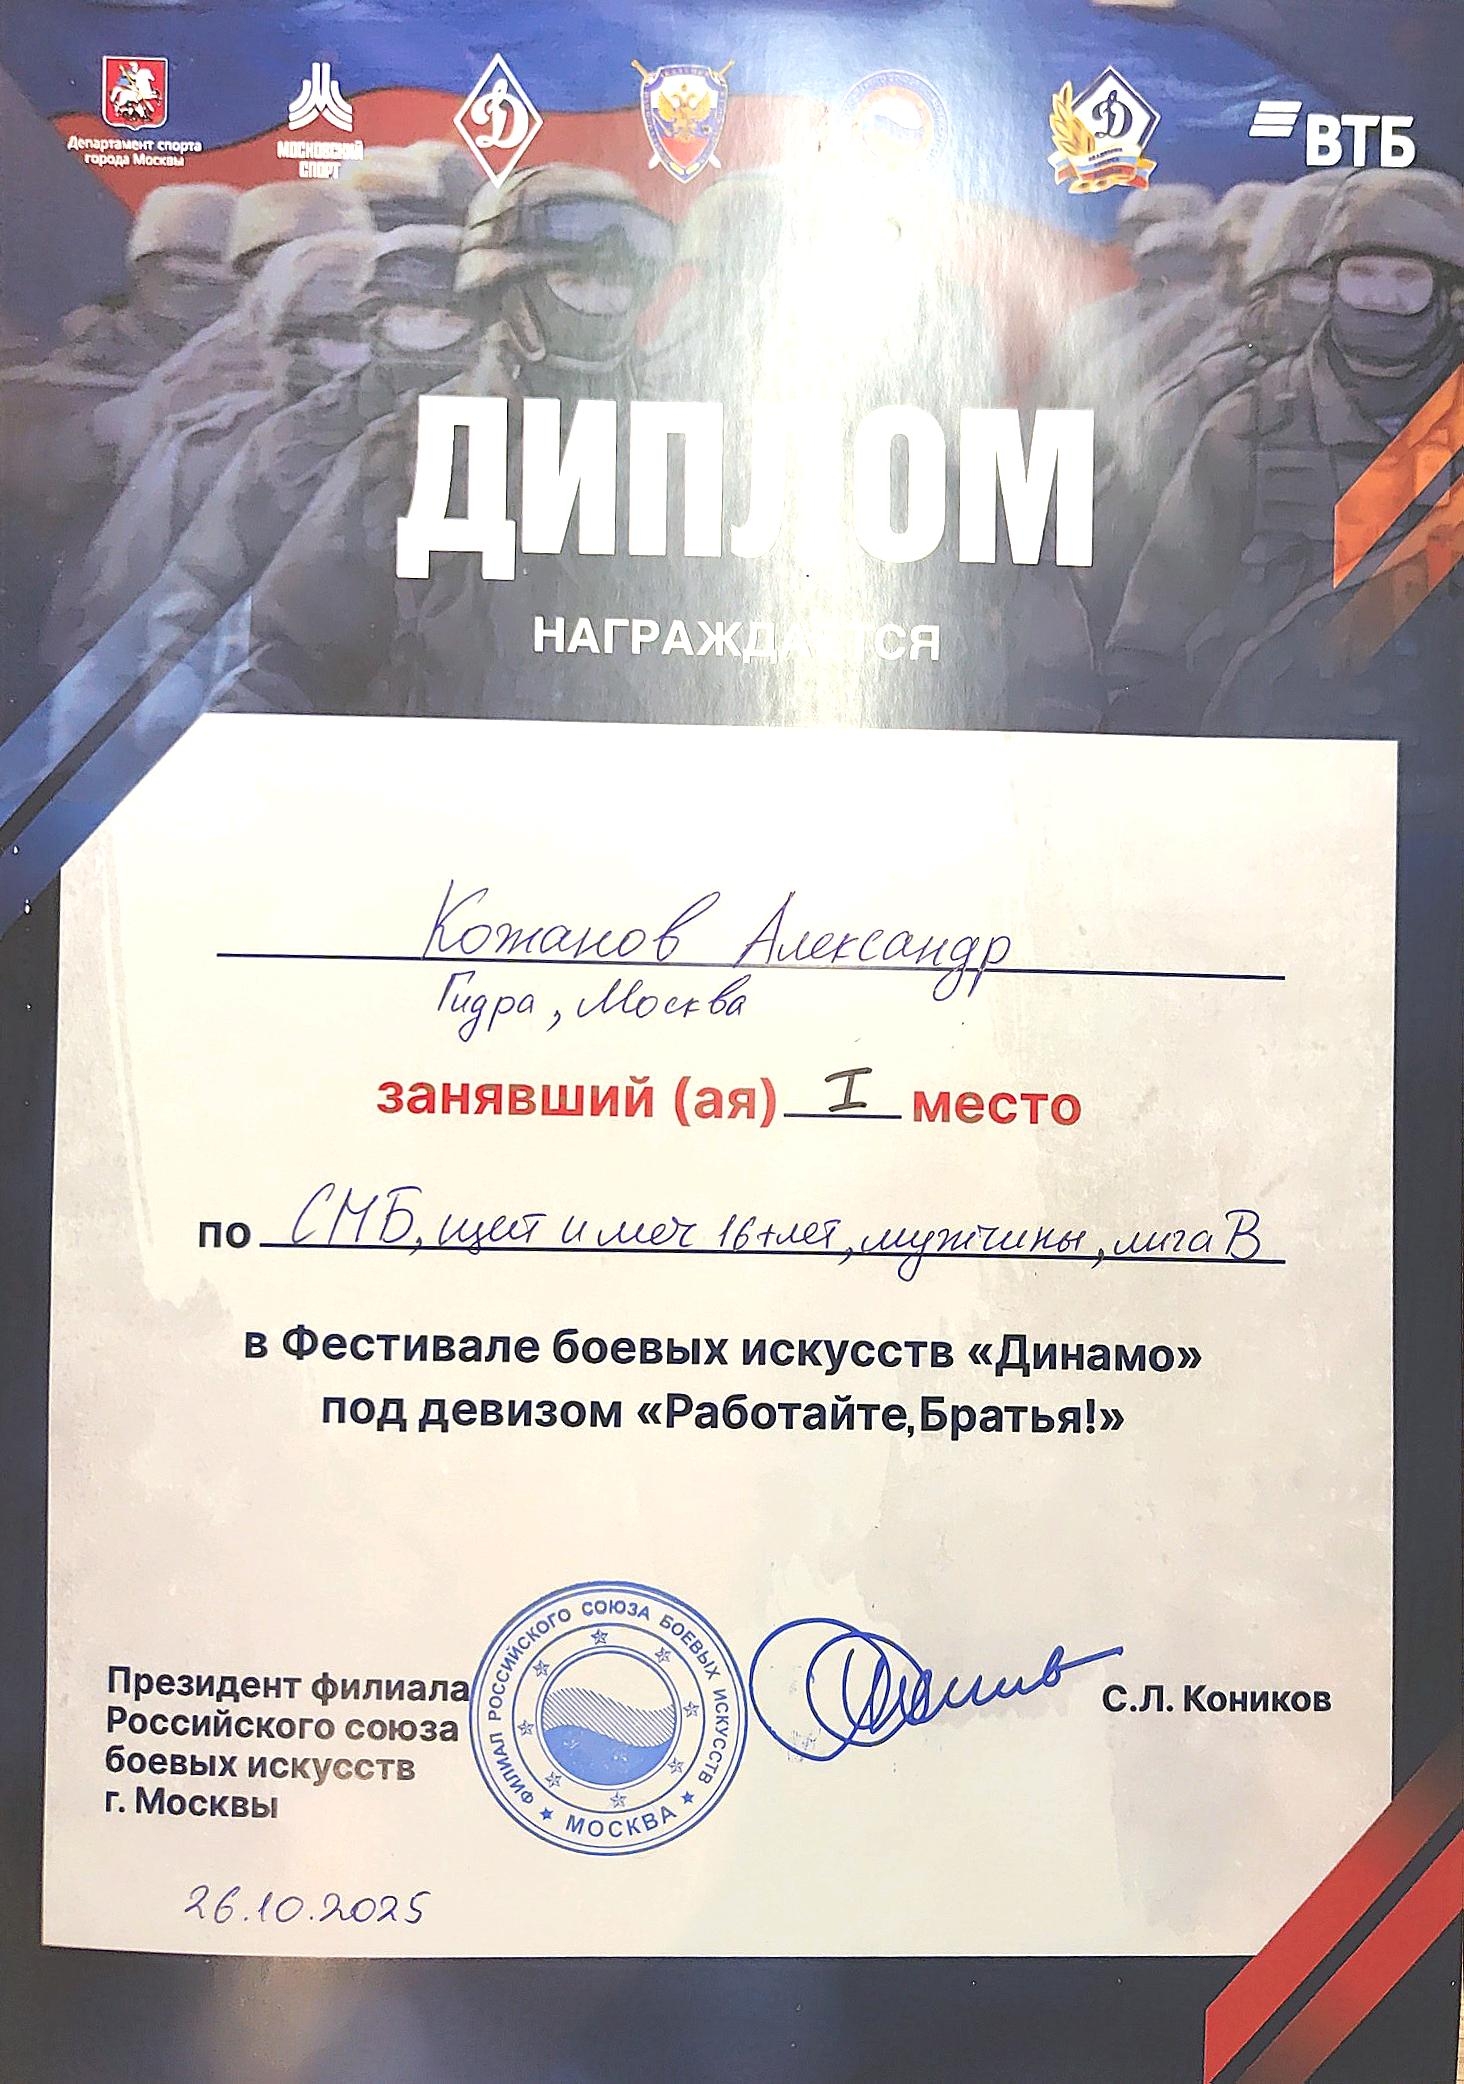 Департамент спорта
города Москвы
МОСКОВСКИЙ
СПОРТ
Д
Д
ВТБ
ДИПЛОМ
НАГРАЖДАЕТСЯ
Кожанов Александр
Гидра, Москва
занявший (ая) I место
по СМБ, щит и меч 16+лет, мужчины, лига В
в Фестивале боевых искусств «Динамо»
под девизом «Работайте,Братья!»
Президент филиала
Российского союза
боевых искусств
г. Москвы
ФИЛИАЛ РОССИЙСКОГО СОЮЗА БОЕВЫХ ИСКУССТВ
МОСКВА
С.Л. Коников
26.10.2025